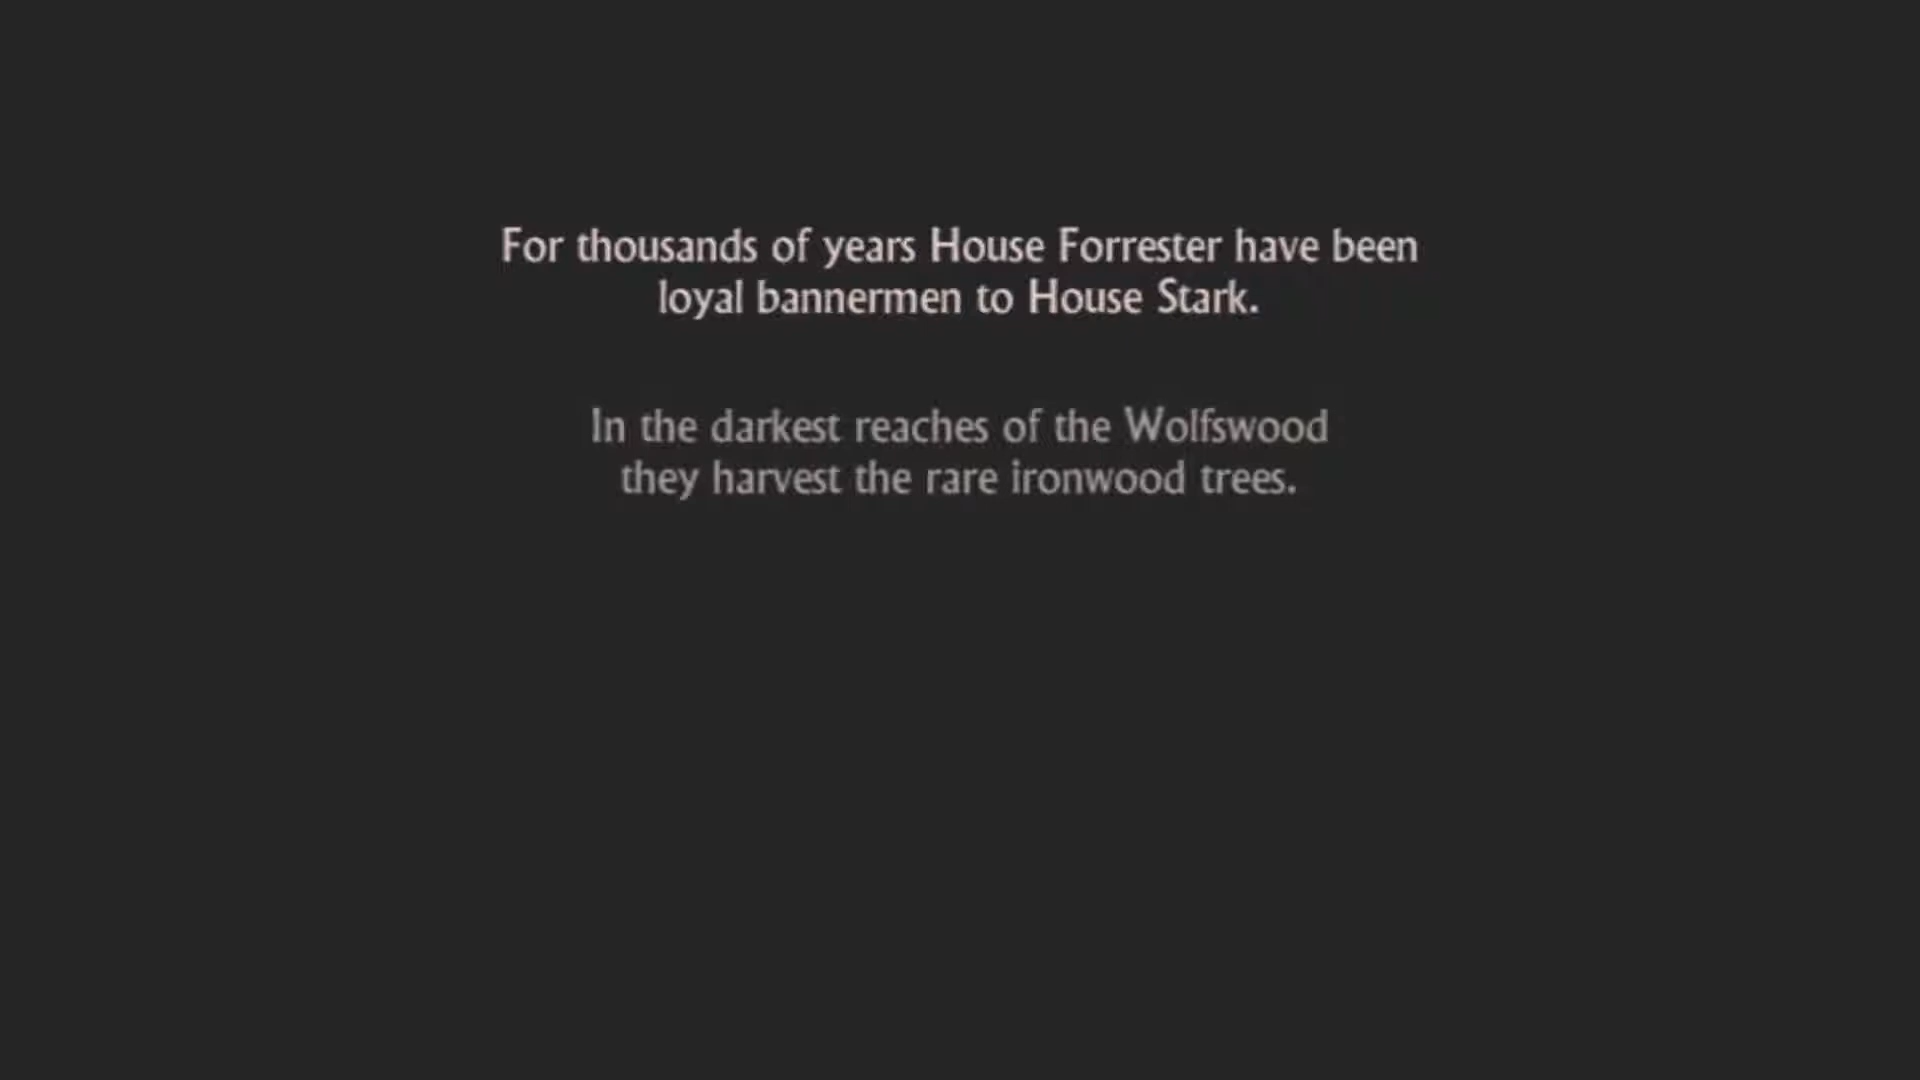 For thousands of years House Forrester have been
loyal bannermen to House Stark.
In the darkest reaches of the Wolfswood
they harvest the rare ironwood trees.